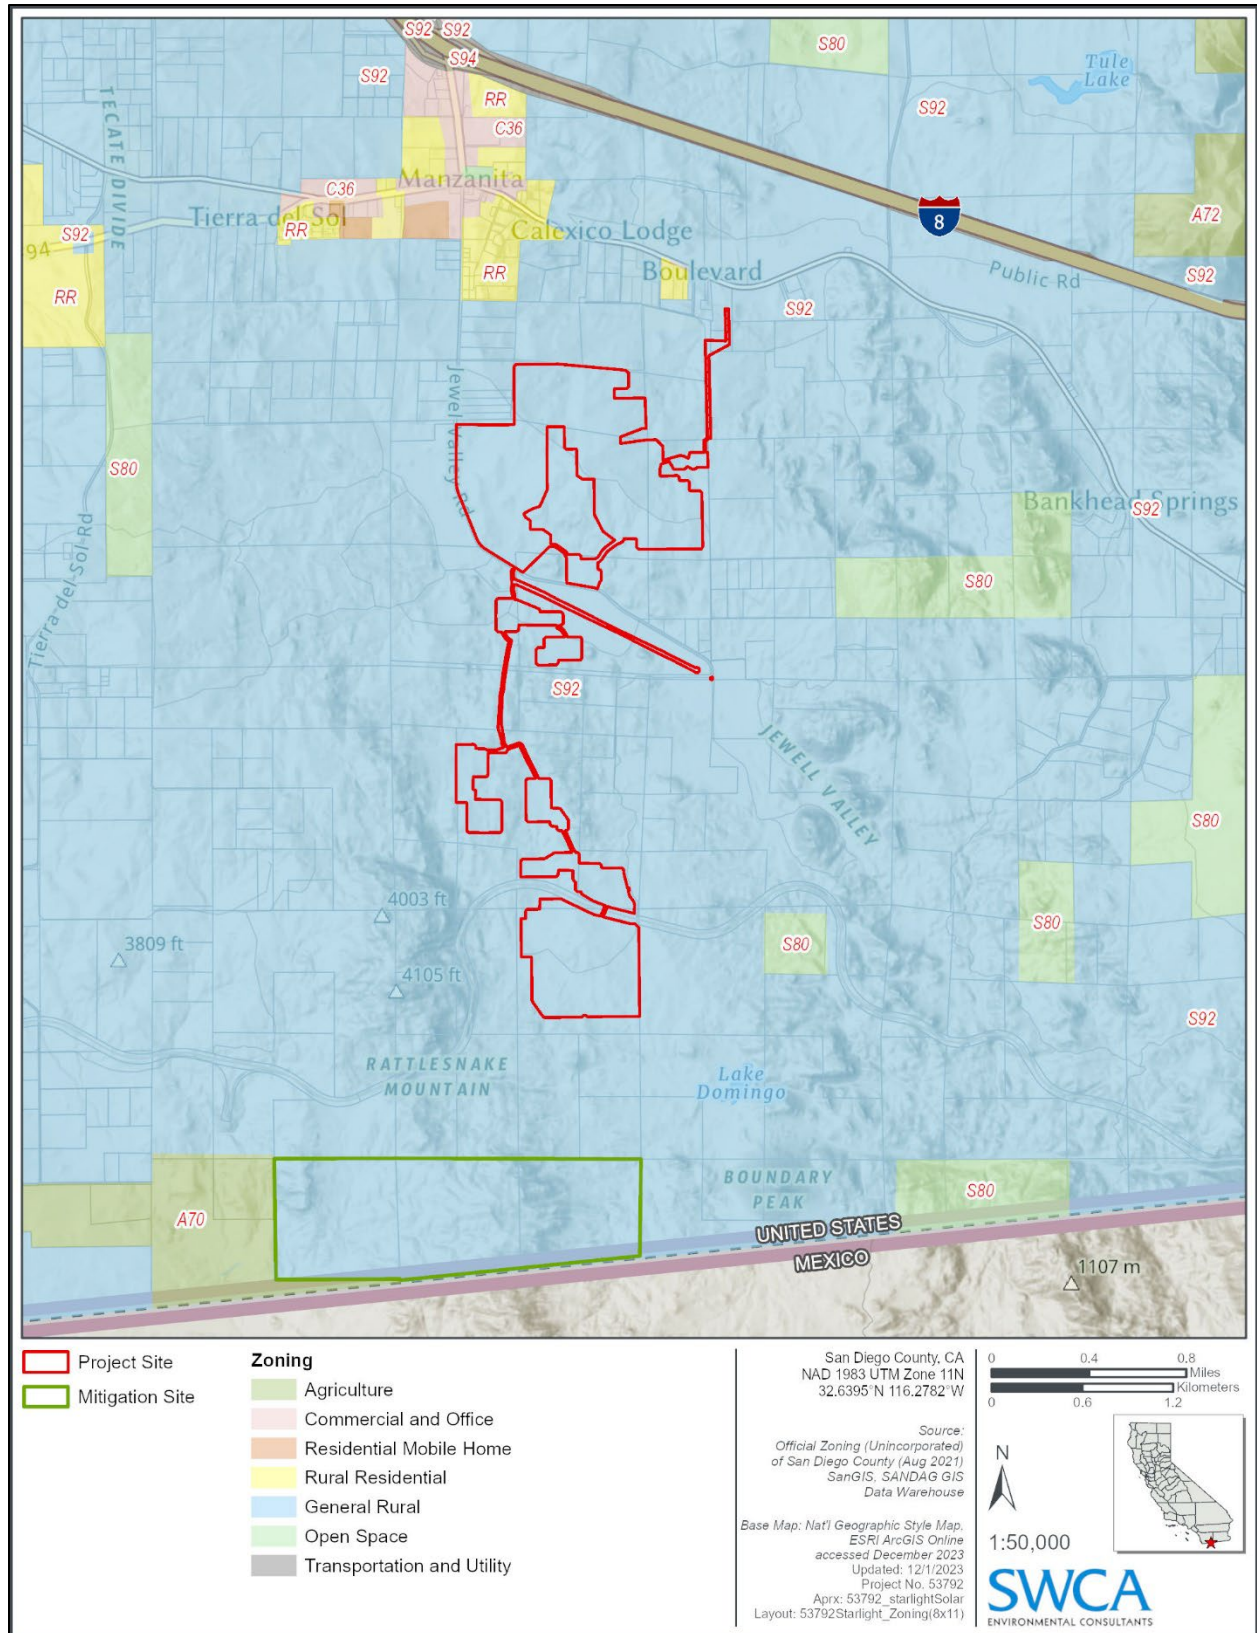 S92
S92
S94
S92
S80
Tule
Lake
RR
S92
C36
TECATE DIVIDE
Manzanita
C36
Tierra del Sol
RR
S92
94
Calexico Lodge
A72
8
RR
Boulevard
Public Rd
S92
RR
S92
Jewel Valley Rd
S80
Bankhead Springs
S92
S80
Tierra del Sol Rd
S92
JEWELL VALLEY
S80
4003 ft
S80
S80
3809 ft
4105 ft
S92
RATTLESNAKE
MOUNTAIN
Lake
Domingo
BOUNDARY
PEAK
S80
A70
UNITED STATES
MEXICO
1107 m
Project Site
Mitigation Site
Zoning
Agriculture
Commercial and Office
Residential Mobile Home
Rural Residential
General Rural
Open Space
Transportation and Utility
San Diego County, CA
NAD 1983 UTM Zone 11N
32.6395°N 116.2782°W
Source:
Official Zoning (Unincorporated)
of San Diego County (Aug 2021)
SanGIS, SANDAG GIS
Data Warehouse
Base Map: Nat'l Geographic Style Map,
ESRI ArcGIS Online
accessed December 2023
Updated: 12/1/2023
Project No. 53792
Aprx: 53792_starlightSolar
Layout: 53792Starlight_Zoning(8x11)
0 0.4 0.8
Miles
Kilometers
0 0.6 1.2
N
1:50,000
SWCA
ENVIRONMENTAL CONSULTANTS